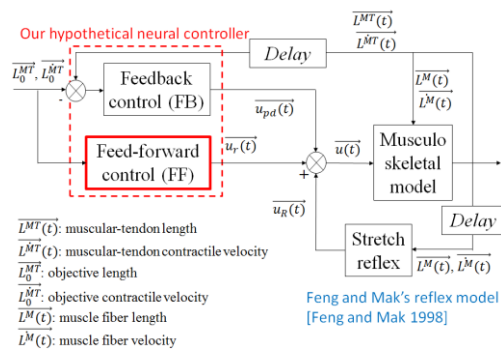 Our hypothetical neural controller
L^{MT}(t)
L̇^{MT}(t)
Delay
L_0^{MT}, L̇_0^{MT}
-
Feedback
control (FB)
u_{pd}(t)
L^M(t)
L̇^M(t)
Feed-forward
control (FF)
u_r(t)
+
u(t)
Musculo
skeletal
model
u_R(t)
Delay
Stretch
reflex
L^M(t), L̇^M(t)
L^{MT}(t): muscular-tendon length
L̇^{MT}(t): muscular-tendon contractile velocity
L_0^{MT}: objective length
L̇_0^{MT}: objective contractile velocity
L^M(t): muscle fiber length
L̇^M(t): muscle fiber velocity
Feng and Mak's reflex model
[Feng and Mak 1998]